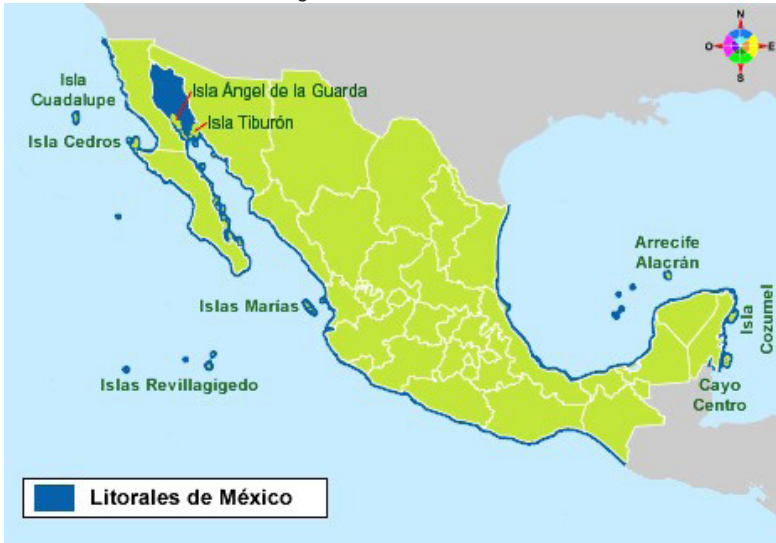 N
O
E
S
Isla
Cuadalupe
Isla Ángel de la Guarda
Isla Tiburón
Isla Cedros
Arrecife
Alacrán
Isla
Cozumel
Islas Marías
Islas Revillagigedo
Cayo
Centro
Litorales de México